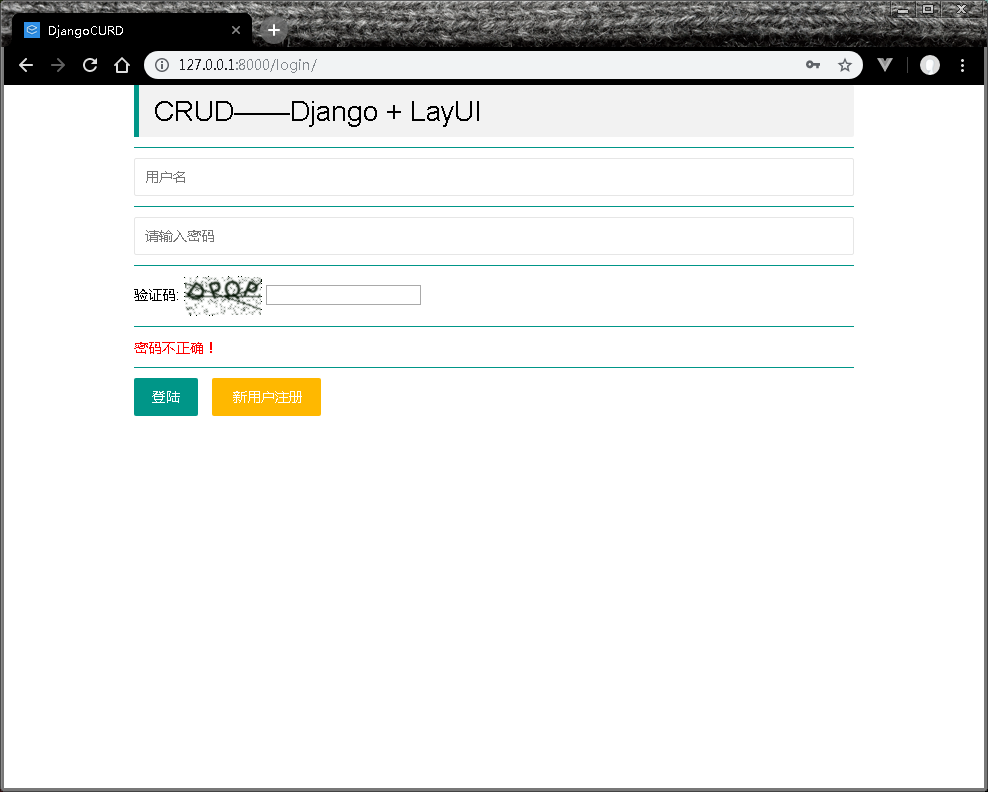 DjangoCURD
127.0.0.1:8000/login/
CRUD——Django + LayUI
用户名
请输入密码
验证码:
密码不正确！
登陆 新用户注册